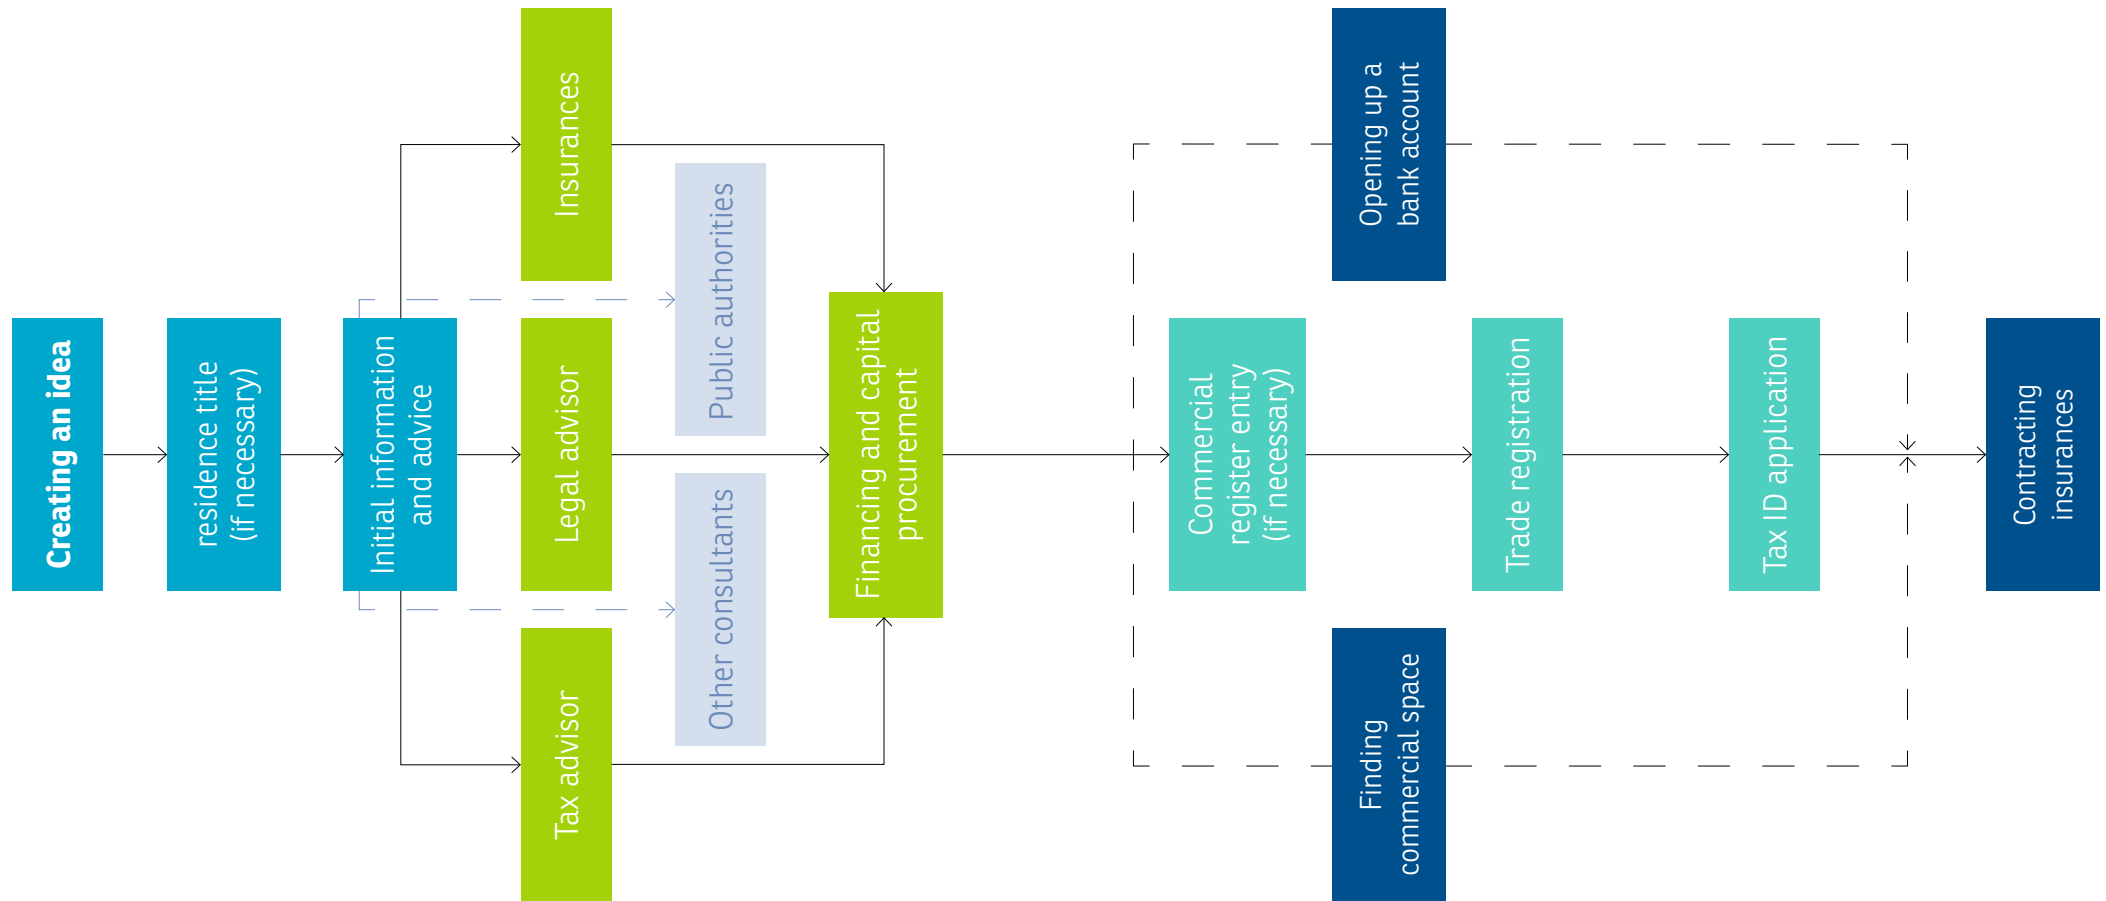 Creating an idea
residence title
(if necessary)
Initial information
and advice
Tax advisor
Legal advisor
Insurances
Other consultants
Public authorities
Financing and capital
procurement
Commercial
register entry
(if necessary)
Finding
commercial space
Opening up a
bank account
Trade registration
Tax ID application
Contracting
insurances